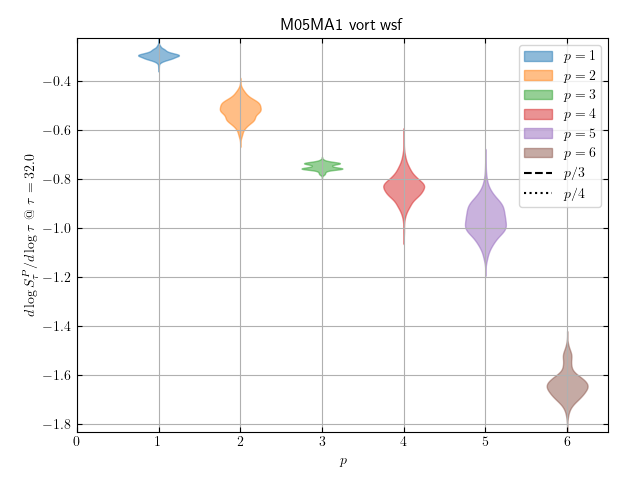 M05MA1 vort wsf
d log S_τ^P / d log τ @ τ = 32.0
−0.4
−0.6
−0.8
−1.0
−1.2
−1.4
−1.6
−1.8
0 1 2 3 4 5 6
p
p = 1
p = 2
p = 3
p = 4
p = 5
p = 6
p/3
p/4